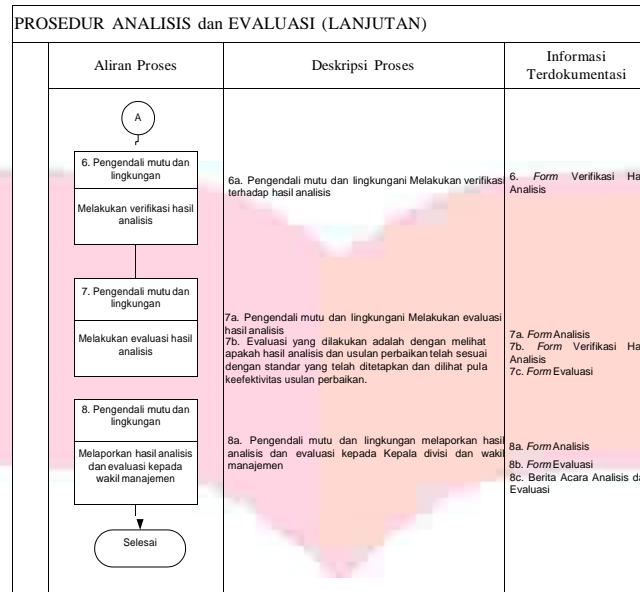 PROSEDUR ANALISIS dan EVALUASI (LANJUTAN)
Aliran Proses
Deskripsi Proses
Informasi
Terdokumentasi
A
6. Pengendali mutu dan
lingkungan
Melakukan verifikasi hasil
analisis
6a. Pengendali mutu dan lingkungani Melakukan verifikasi
terhadap hasil analisis
6. Form Verifikasi
Analisis
7. Pengendali mutu dan
lingkungan
Melakukan evaluasi hasil
analisis
7a. Pengendali mutu dan lingkungani Melakukan evaluasi
hasil analisis
7b. Evaluasi yang dilakukan adalah dengan melihat
apakah hasil analisis dan usulan perbaikan telah sesuai
dengan standar yang telah ditetapkan dan dilihat pula
keefektivitas usulan perbaikan.
7a. Form Analisis
7b. Form Verifikasi
Analisis
7c. Form Evaluasi
8. Pengendali mutu dan
lingkungan
Melaporkan hasil analisis
dan evaluasi kepada
wakil manajemen
8a. Pengendali mutu dan lingkungan melaporkan hasil
analisis dan evaluasi kepada Kepala divisi dan wakil
manajemen
8a. Form Analisis
8b. Form Evaluasi
8c. Berita Acara Analisis
Evaluasi
Selesai